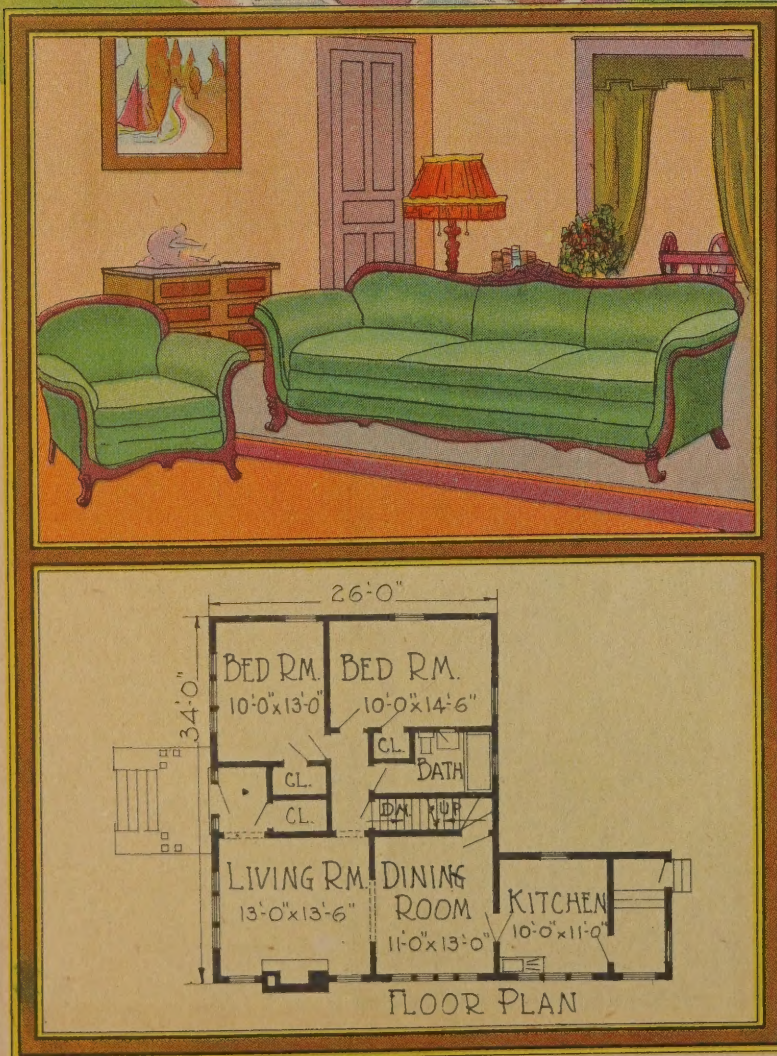 26'-0"
34'-0"
BED RM.
10'-0"x13'-0
BED RM.
10'-0"x14'-6"
CL.
BATH
CL.
CL.
DN.
UP
LIVING RM.
13'-0"x13'-6"
DINING
ROOM
11'-0"x13'-0"
KITCHEN
10'-0"x11'-0"
FLOOR PLAN